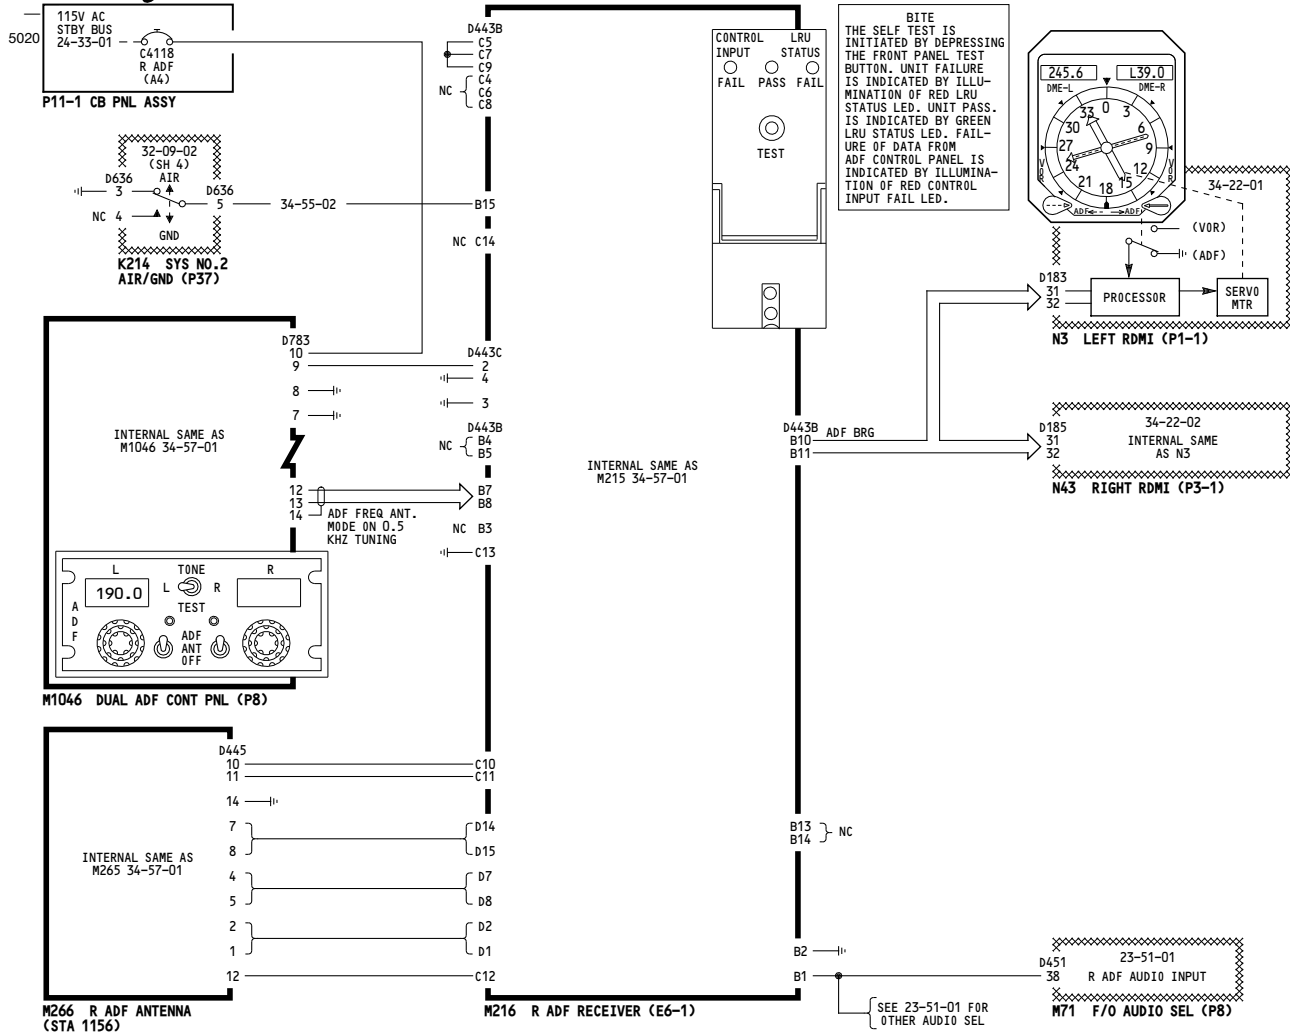 5020
115V AC
STBY BUS
24-33-01
C4118
R ADF
(A4)
P11-1 CB PNL ASSY
32-09-02
(SH 4)
AIR
D636
3
D636
5
NC 4
GND
34-55-02
K214 SYS NO.2
AIR/GND (P37)
D783
10
9
8
7
INTERNAL SAME AS
M1046 34-57-01
12
13
14
ADF FREQ ANT.
MODE ON 0.5
KHZ TUNING
L
TONE
R
L
R
190.0
TEST
A
D
F
ADF
ANT
OFF
M1046 DUAL ADF CONT PNL (P8)
D445
10
11
14
7
8
4
5
2
1
12
INTERNAL SAME AS
M265 34-57-01
M266 R ADF ANTENNA
(STA 1156)
D443B
C5
C7
C9
NC
C4
C6
C8
B15
NC C14
D443C
2
4
3
D443B
NC
B4
B5
B7
B8
NC B3
C13
C10
C11
D14
D15
D7
D8
D2
D1
C12
INTERNAL SAME AS
M215 34-57-01
M216 R ADF RECEIVER (E6-1)
CONTROL
INPUT
LRU
STATUS
FAIL
PASS
FAIL
TEST
BITE
THE SELF TEST IS
INITIATED BY DEPRESSING
THE FRONT PANEL TEST
BUTTON. UNIT FAILURE
IS INDICATED BY ILLU-
MINATION OF RED LRU
STATUS LED. UNIT PASS.
IS INDICATED BY GREEN
LRU STATUS LED. FAIL-
URE OF DATA FROM
ADF CONTROL PANEL IS
INDICATED BY ILLUMINA-
TION OF RED CONTROL
INPUT FAIL LED.
D443B
B10
B11
ADF BRG
B13
B14
NC
B2
B1
SEE 23-51-01 FOR
OTHER AUDIO SEL
245.6
L39.0
DME-L
DME-R
0
3
6
9
12
15
18
21
24
27
30
33
VOR
VOR
ADF
ADF
34-22-01
(VOR)
(ADF)
D183
31
32
PROCESSOR
SERVO
MTR
N3 LEFT RDMI (P1-1)
D185
31
32
34-22-02
INTERNAL SAME
AS N3
N43 RIGHT RDMI (P3-1)
D451
38
23-51-01
R ADF AUDIO INPUT
M71 F/O AUDIO SEL (P8)